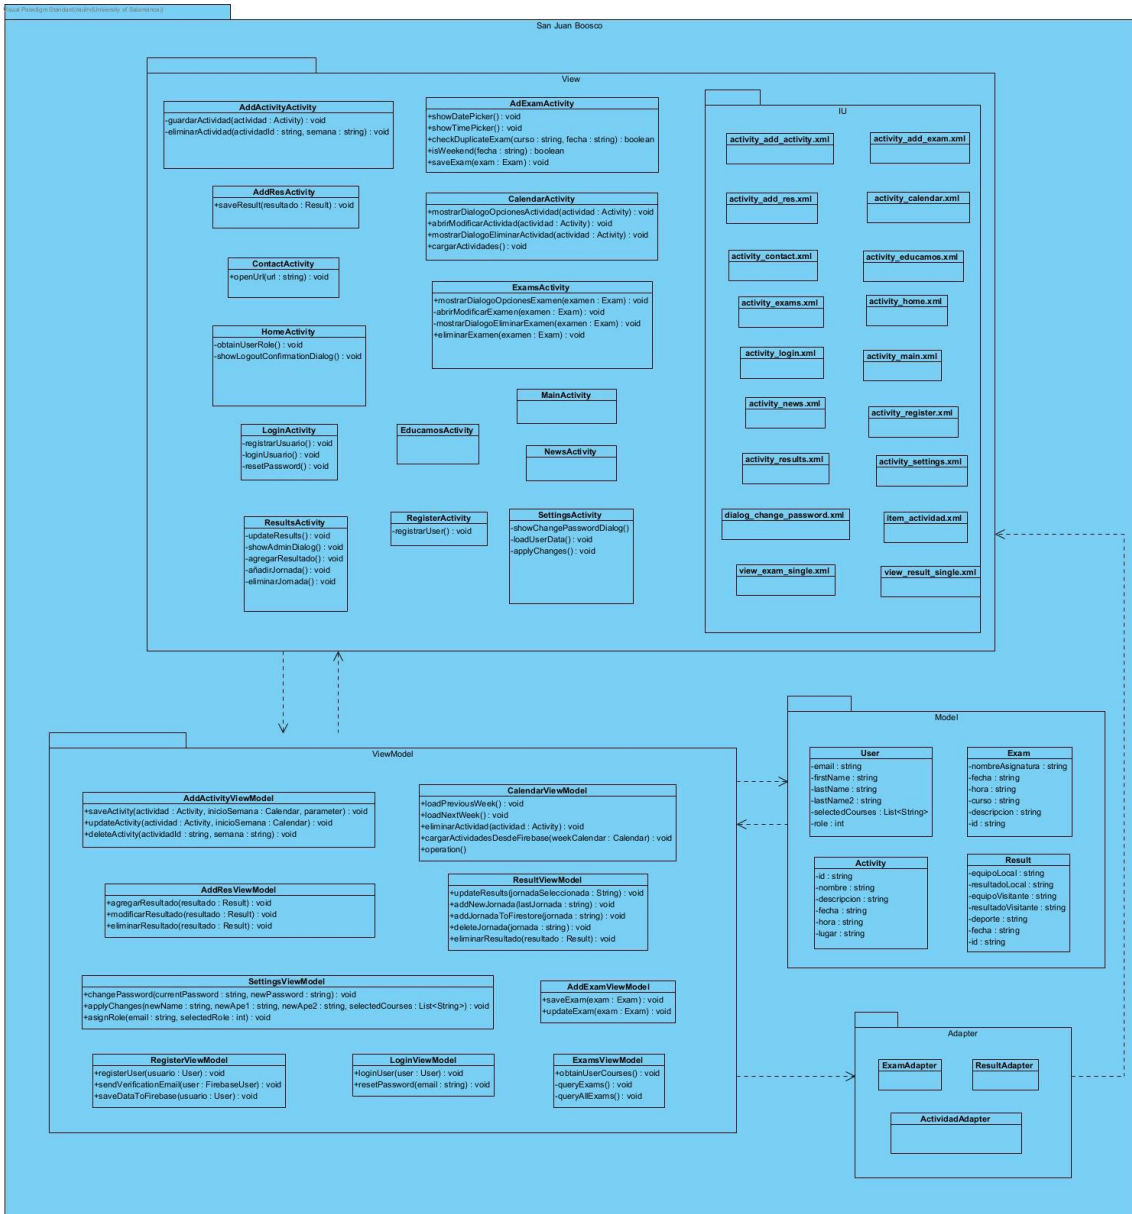 Visual Paradigm Standard(student(University of Salamanca))
San Juan Boosco
View
AddActivityActivity
-guardarActividad(actividad : Activity) : void
-eliminarActividad(actividadId : string, semana : string) : void
AdExamActivity
+showDatePicker() : void
+showTimePicker() : void
+checkDuplicateExam(curso : string, fecha : string) : boolean
+isWeekend(fecha : string) : boolean
+saveExam(exam : Exam) : void
AddResActivity
+saveResult(resultado : Result) : void
CalendarActivity
+mostrarDialogoOpcionesActividad(actividad : Activity) : void
+abrirModificarActividad(actividad : Activity) : void
+mostrarDialogoEliminarActividad(actividad : Activity) : void
+cargarActividades() : void
ContactActivity
+openUrl(url : string) : void
ExamsActivity
+mostrarDialogoOpcionesExamen(examen : Exam) : void
-abrirModificarExamen(examen : Exam) : void
-mostrarDialogoEliminarExamen(examen : Exam) : void
+eliminarExamen(examen : Exam) : void
HomeActivity
-obtainUserRole() : void
-showLogoutConfirmationDialog() : void
MainActivity
LoginActivity
-registrarUsuario() : void
-loginUsuario() : void
-resetPassword() : void
EducamosActivity
NewsActivity
ResultsActivity
-updateResults() : void
-showAdminDialog() : void
-agregarResultado() : void
-añadirJornada() : void
-eliminarJornada() : void
RegisterActivity
-registrarUser() : void
SettingsActivity
-showChangePasswordDialog()
-loadUserData() : void
-applyChanges() : void
IU
activity_add_activity.xml
activity_add_exam.xml
activity_add_res.xml
activity_calendar.xml
activity_contact.xml
activity_educamos.xml
activity_exams.xml
activity_home.xml
activity_login.xml
activity_main.xml
activity_news.xml
activity_register.xml
activity_results.xml
activity_settings.xml
dialog_change_password.xml
item_actividad.xml
view_exam_single.xml
view_result_single.xml
ViewModel
AddActivityViewModel
+saveActivity(actividad : Activity, inicioSemana : Calendar, parameter) : void
+updateActivity(actividad : Activity, inicioSemana : Calendar) : void
+deleteActivity(actividadId : string, semana : string) : void
CalendarViewModel
+loadPreviousWeek() : void
+loadNextWeek() : void
+eliminarActividad(actividad : Activity) : void
+cargarActividadesDesdeFirebase(weekCalendar : Calendar) : void
+operation()
AddResViewModel
+agregarResultado(resultado : Result) : void
+modificarResultado(resultado : Result) : void
+eliminarResultado(resultado : Result) : void
ResultViewModel
+updateResults(jornadaSeleccionada : String) : void
+addNewJornada(lastJornada : string) : void
+addJornadaToFirestore(jornada : string) : void
+deleteJornada(jornada : string) : void
+eliminarResultado(resultado : Result) : void
SettingsViewModel
+changePassword(currentPassword : string, newPassword : string) : void
+applyChanges(newName : string, newApe1 : string, newApe2 : string, selectedCourses : List<String>) : void
+asignRole(email : string, selectedRole : int) : void
AddExamViewModel
+saveExam(exam : Exam) : void
+updateExam(exam : Exam) : void
RegisterViewModel
+registerUser(usuario : User) : void
+sendVerificationEmail(user : FirebaseUser) : void
+saveDataToFirebase(usuario : User) : void
LoginViewModel
+loginUser(user : User) : void
+resetPassword(email : string) : void
ExamsViewModel
+obtainUserCourses() : void
-queryExams() : void
-queryAllExams() : void
Model
User
-email : string
-firstName : string
-lastName : string
-lastName2 : string
-selectedCourses : List<String>
-role : int
Exam
-nombreAsignatura : string
-fecha : string
-hora : string
-curso : string
-descripcion : string
-id : string
Activity
-id : string
-nombre : string
-descripcion : string
-fecha : string
-hora : string
-lugar : string
Result
-equipoLocal : string
-resultadoLocal : string
-equipoVisitante : string
-resultadoVisitante : string
-deporte : string
-fecha : string
-id : string
Adapter
ExamAdapter
ResultAdapter
ActividadAdapter